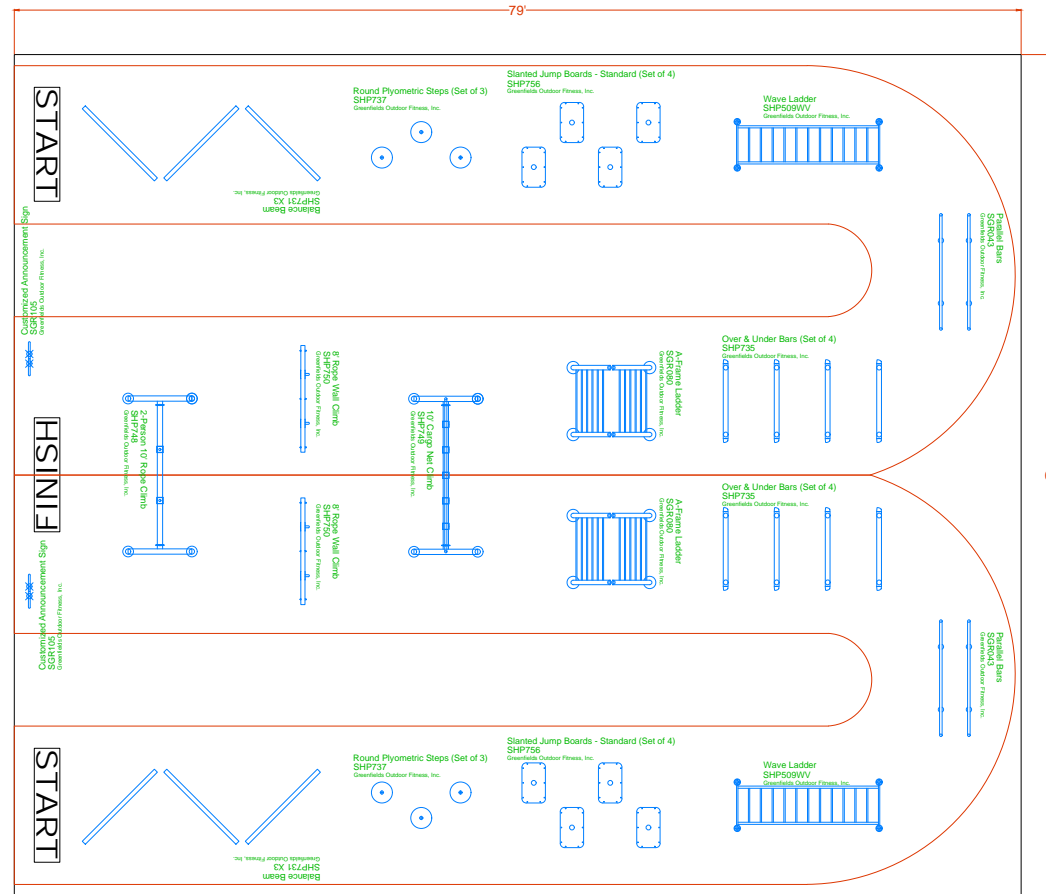 79'
Slanted Jump Boards - Standard (Set of 4)
SHP756
Greenfields Outdoor Fitness, Inc.
Round Plyometric Steps (Set of 3)
SHP737
Greenfields Outdoor Fitness, Inc.
Wave Ladder
SHP509WV
Greenfields Outdoor Fitness, Inc.
START
Balance Beam
SHP731 X3
Greenfields Outdoor Fitness, Inc.
Customized Announcement Sign
SGR105
Greenfields Outdoor Fitness, Inc.
Parallel Bars
SGR043
Greenfields Outdoor Fitness, Inc.
8' Rope Wall Climb
SHP750
Greenfields Outdoor Fitness, Inc.
A-Frame Ladder
SGR080
Greenfields Outdoor Fitness, Inc.
Over & Under Bars (Set of 4)
SHP735
Greenfields Outdoor Fitness, Inc.
2-Person 10' Rope Climb
SHP748
Greenfields Outdoor Fitness, Inc.
10' Cargo Net Climb
SHP749
Greenfields Outdoor Fitness, Inc.
FINISH
8' Rope Wall Climb
SHP750
Greenfields Outdoor Fitness, Inc.
A-Frame Ladder
SGR080
Greenfields Outdoor Fitness, Inc.
Over & Under Bars (Set of 4)
SHP735
Greenfields Outdoor Fitness, Inc.
Customized Announcement Sign
SGR105
Greenfields Outdoor Fitness, Inc.
Parallel Bars
SGR043
Greenfields Outdoor Fitness, Inc.
Slanted Jump Boards - Standard (Set of 4)
SHP756
Greenfields Outdoor Fitness, Inc.
Round Plyometric Steps (Set of 3)
SHP737
Greenfields Outdoor Fitness, Inc.
Wave Ladder
SHP509WV
Greenfields Outdoor Fitness, Inc.
START
Balance Beam
SHP731 X3
Greenfields Outdoor Fitness, Inc.